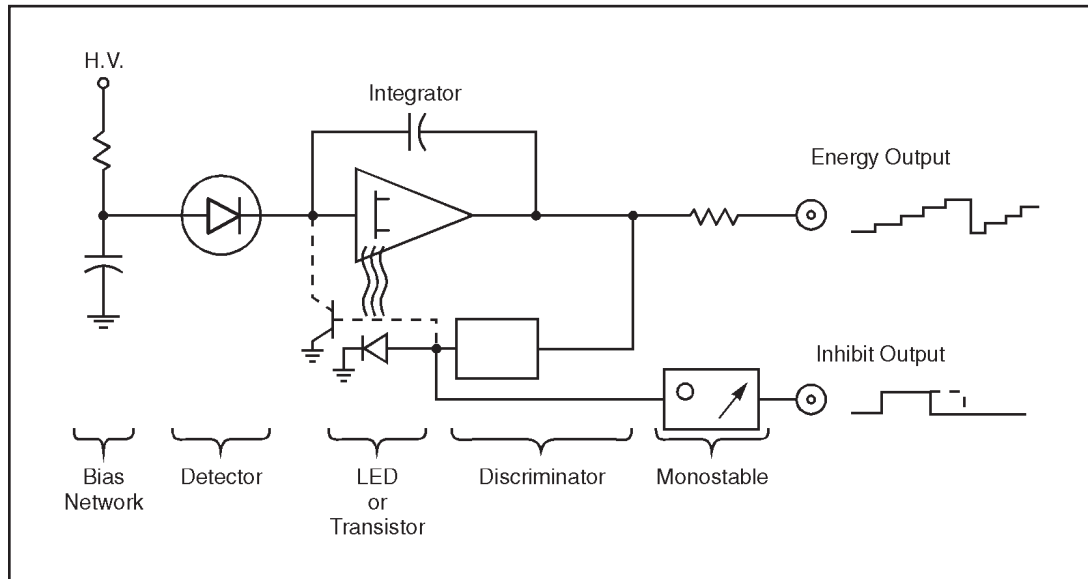 H.V.
Integrator
Energy Output
Inhibit Output
Bias
Network
Detector
LED
or
Transistor
Discriminator
Monostable